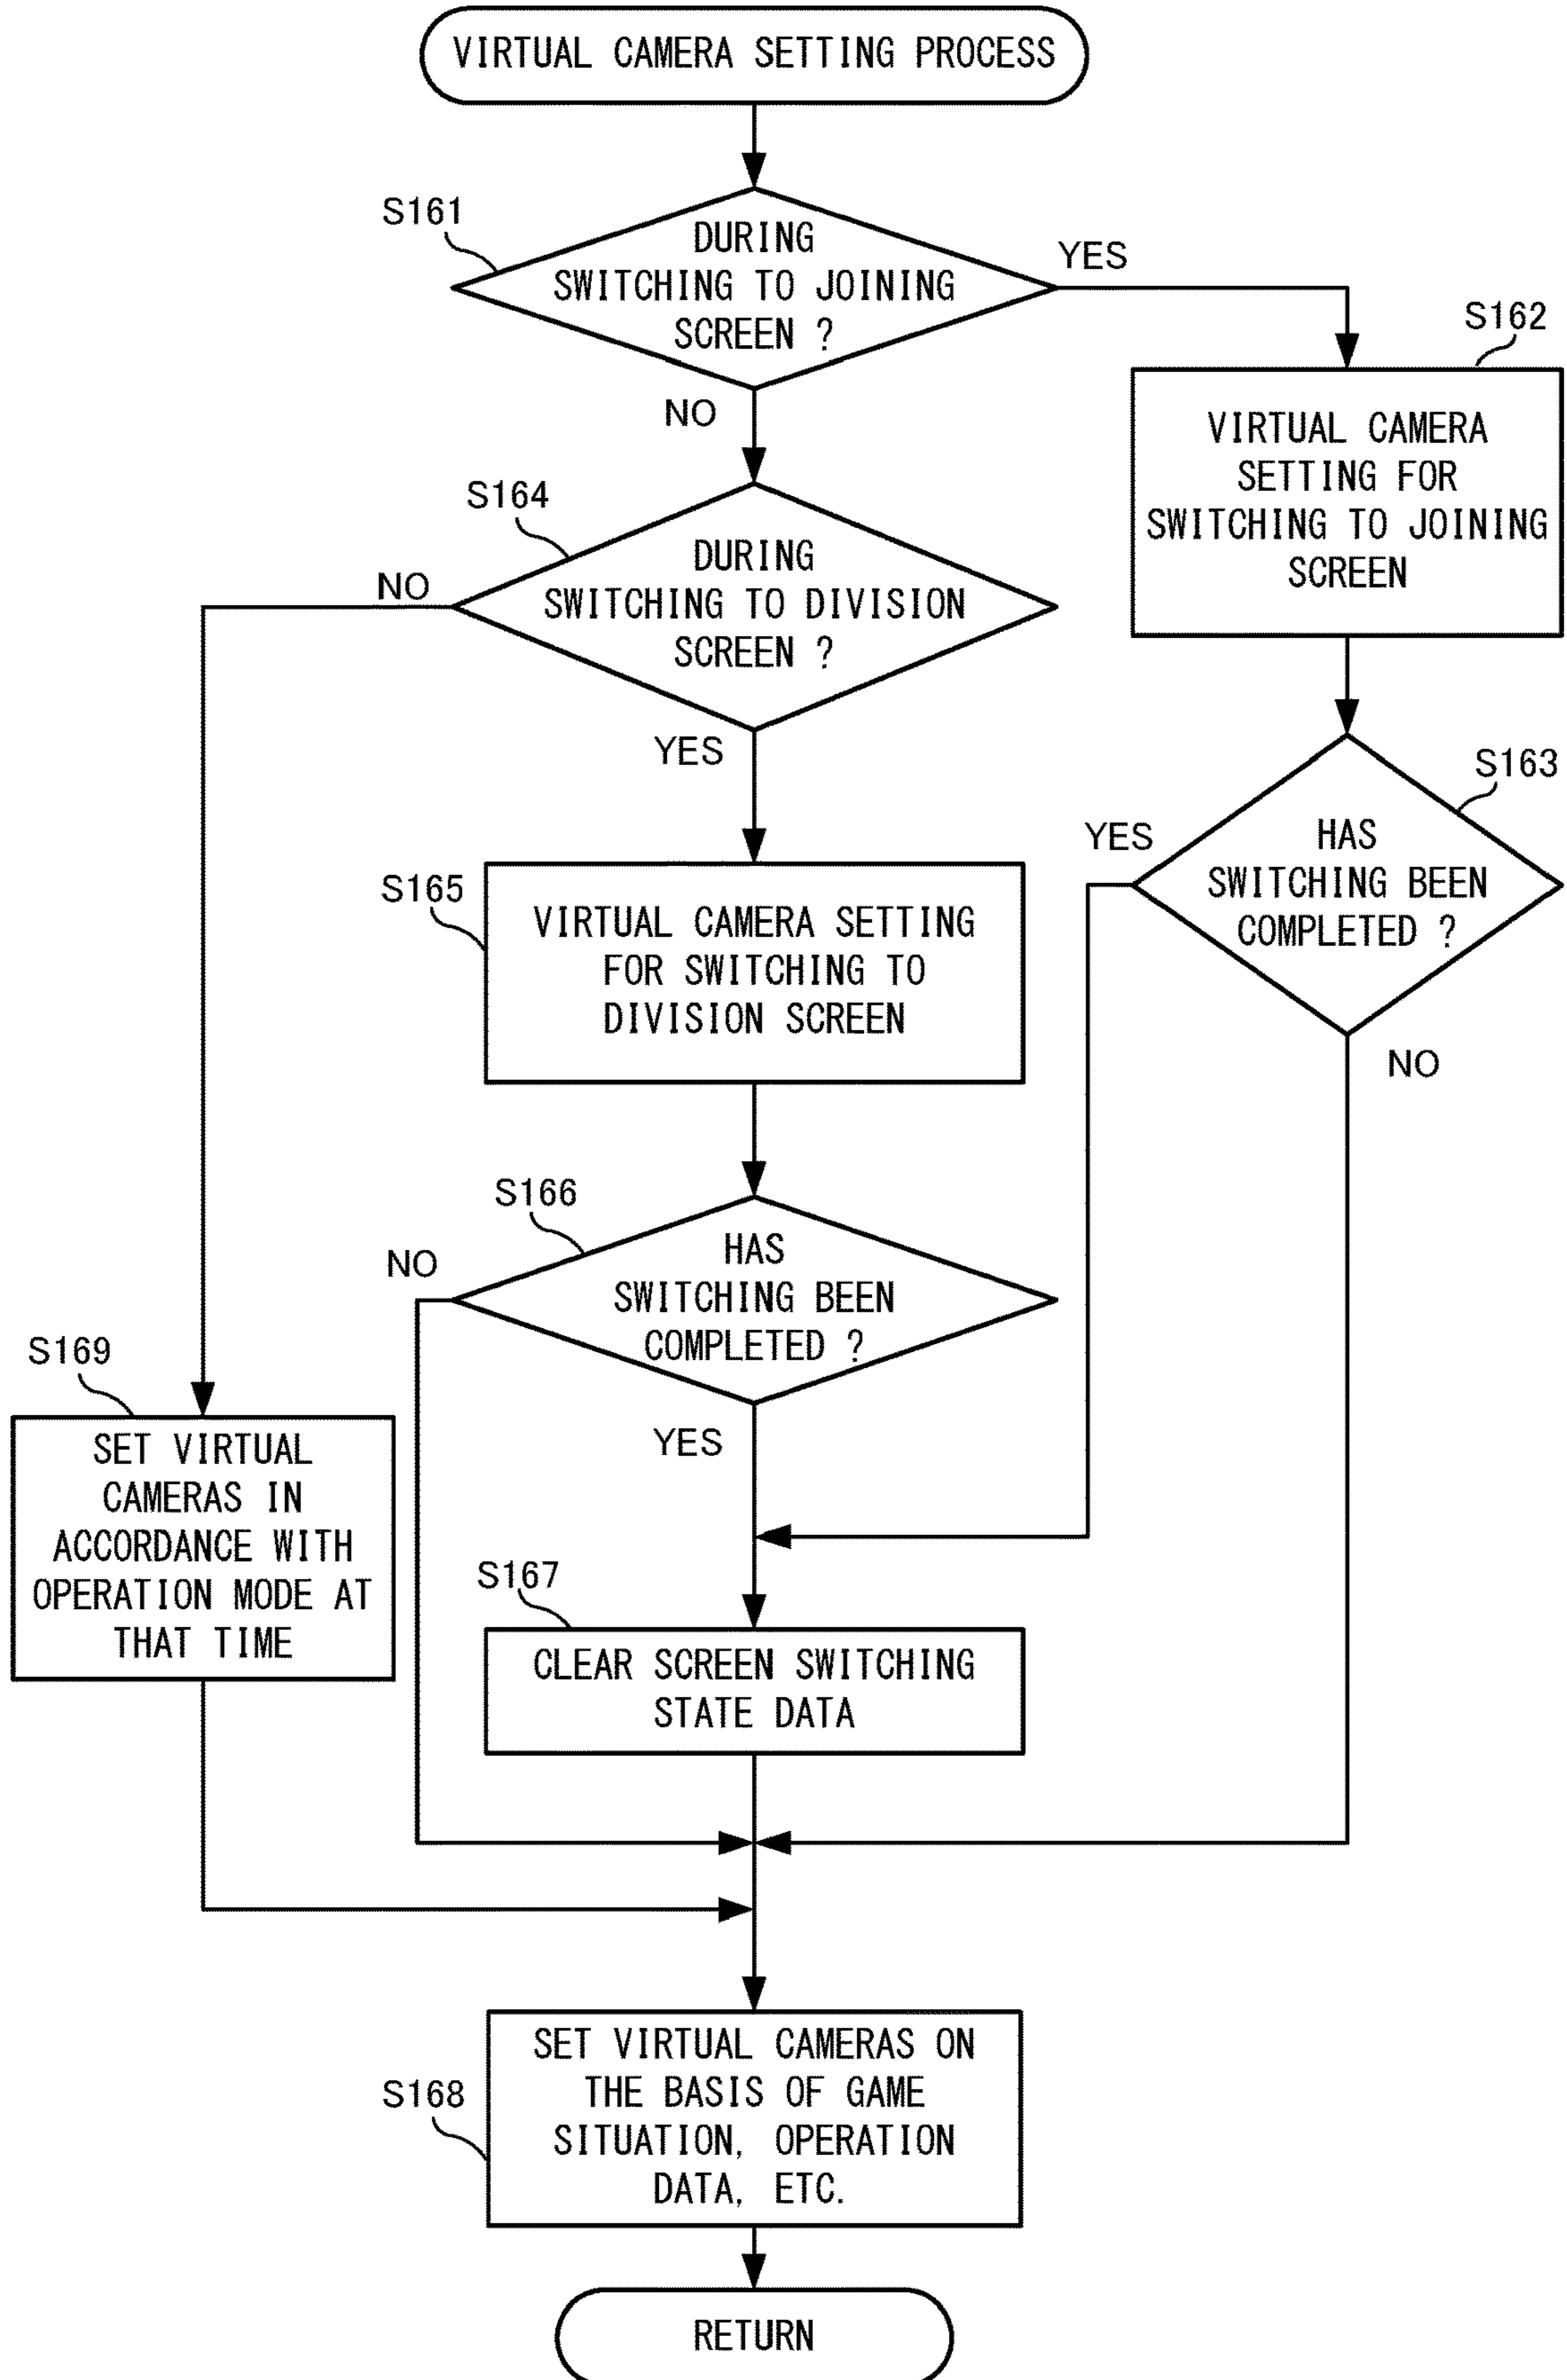 VIRTUAL CAMERA SETTING PROCESS
S161
DURING
SWITCHING TO JOINING
SCREEN ?
YES
NO
S162
VIRTUAL CAMERA
SETTING FOR
SWITCHING TO JOINING
SCREEN
S164
DURING
SWITCHING TO DIVISION
SCREEN ?
NO
YES
S163
HAS
SWITCHING BEEN
COMPLETED ?
YES
NO
S165
VIRTUAL CAMERA SETTING
FOR SWITCHING TO
DIVISION SCREEN
S166
HAS
SWITCHING BEEN
COMPLETED ?
NO
YES
S169
SET VIRTUAL
CAMERAS IN
ACCORDANCE WITH
OPERATION MODE AT
THAT TIME
S167
CLEAR SCREEN SWITCHING
STATE DATA
S168
SET VIRTUAL CAMERAS ON
THE BASIS OF GAME
SITUATION, OPERATION
DATA, ETC.
RETURN